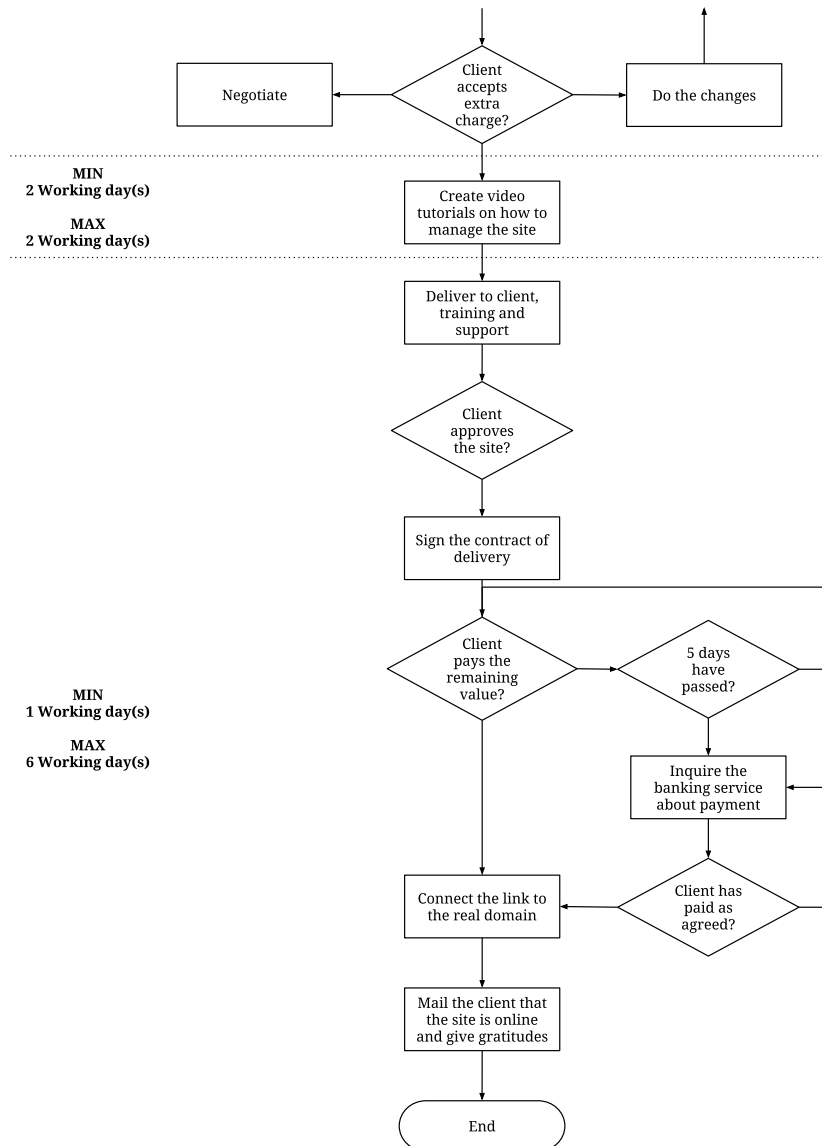 Client
accepts
extra
charge?
Negotiate
Do the changes
MIN
2 Working day(s)
MAX
2 Working day(s)
Create video
tutorials on how to
manage the site
Deliver to client,
training and
support
Client
approves
the site?
Sign the contract of
delivery
Client
pays the
remaining
value?
5 days
have
passed?
MIN
1 Working day(s)
MAX
6 Working day(s)
Inquire the
banking service
about payment
Connect the link to
the real domain
Client has
paid as
agreed?
Mail the client that
the site is online
and give gratitudes
End